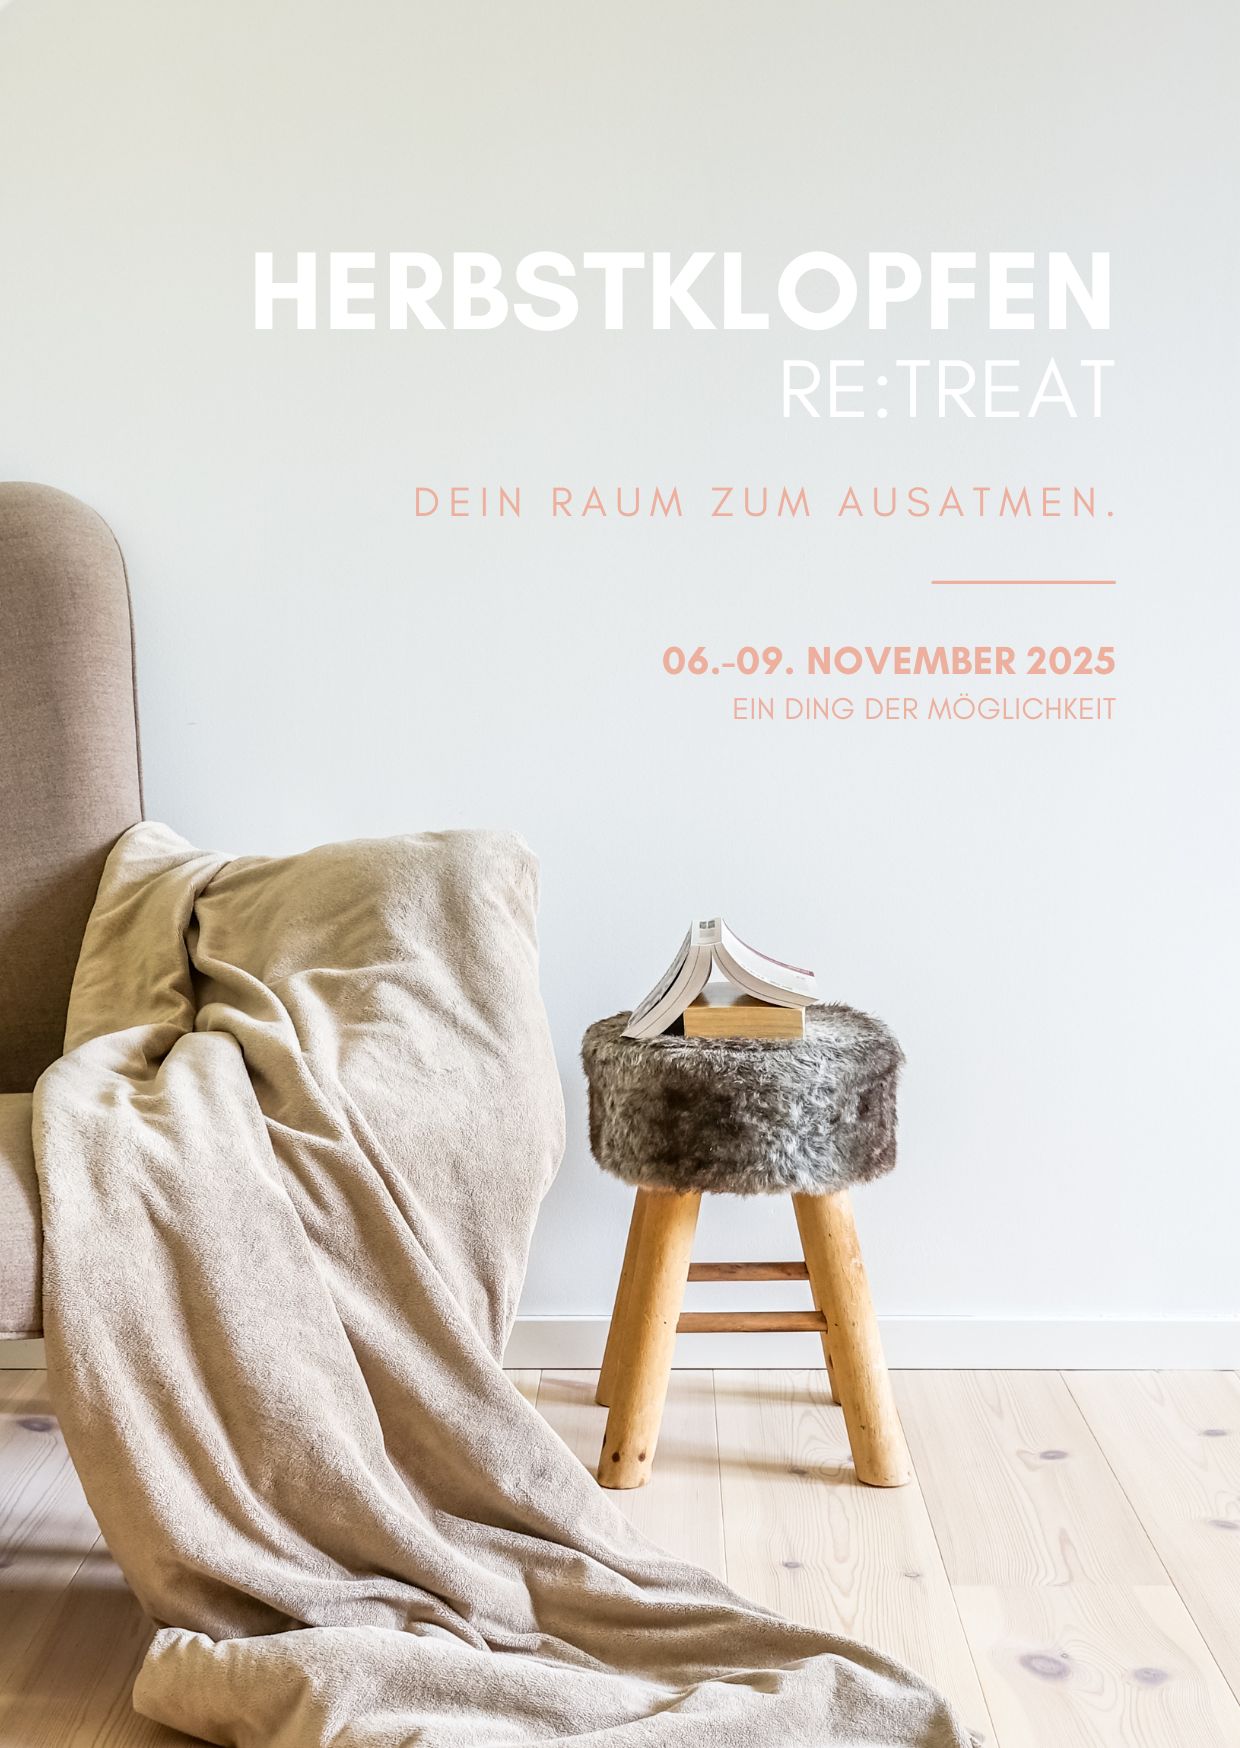 HERBSTKLOPFEN
RE:TREAT
DEIN RAUM ZUM AUSATMEN.
06.-09. NOVEMBER 2025
EIN DING DER MÖGLICHKEIT